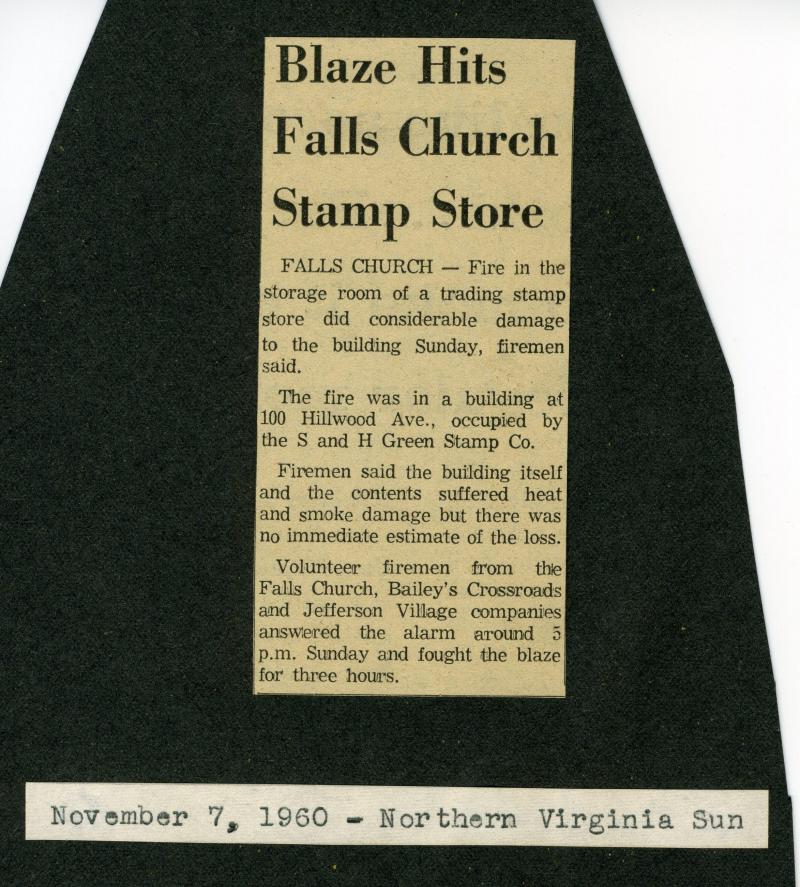 Blaze Hits
Falls Church
Stamp Store
FALLS CHURCH — Fire in the
storage room of a trading stamp
store did considerable damage
to the building Sunday, firemen
said.
The fire was in a building at
100 Hillwood Ave., occupied by
the S and H Green Stamp Co.
Firemen said the building itself
and the contents suffered heat
and smoke damage but there was
no immediate estimate of the loss.
Volunteer firemen from the
Falls Church, Bailey's Crossroads
and Jefferson Village companies
answered the alarm around 5
p.m. Sunday and fought the blaze
for three hours.
November 7, 1960 - Northern Virginia Sun